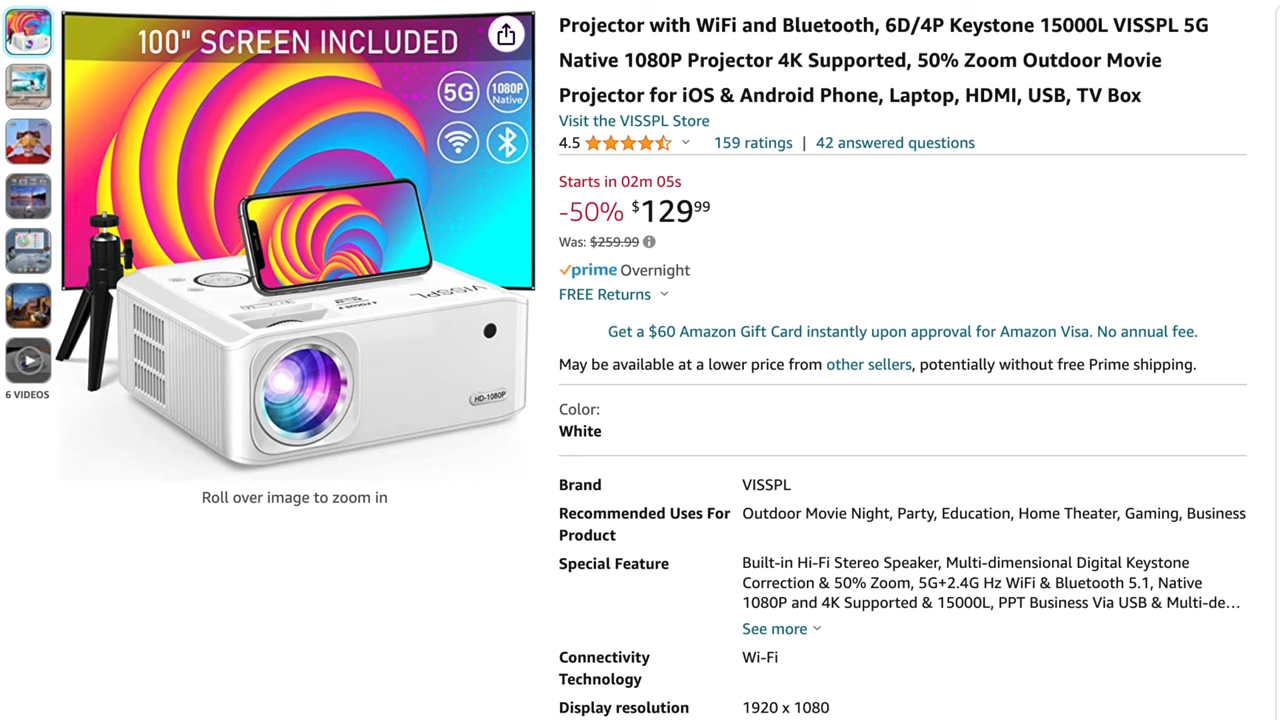 100" SCREEN INCLUDED
5G
1080P
Native
VISSPL
HD-1080P
6 VIDEOS
Roll over image to zoom in
Projector with WiFi and Bluetooth, 6D/4P Keystone 15000L VISSPL 5G
Native 1080P Projector 4K Supported, 50% Zoom Outdoor Movie
Projector for iOS & Android Phone, Laptop, HDMI, USB, TV Box
Visit the VISSPL Store
4.5
159 ratings | 42 answered questions
Starts in 02m 05s
-50% $129 99
Was: $259.99
prime Overnight
FREE Returns
Get a $60 Amazon Gift Card instantly upon approval for Amazon Visa. No annual fee.
May be available at a lower price from other sellers, potentially without free Prime shipping.
Color:
White
Brand VISSPL
Recommended Uses For Outdoor Movie Night, Party, Education, Home Theater, Gaming, Business
Product
Special Feature Built-in Hi-Fi Stereo Speaker, Multi-dimensional Digital Keystone
Correction & 50% Zoom, 5G+2.4G Hz WiFi & Bluetooth 5.1, Native
1080P and 4K Supported & 15000L, PPT Business Via USB & Multi-de...
See more
Connectivity Wi-Fi
Technology
Display resolution 1920 x 1080